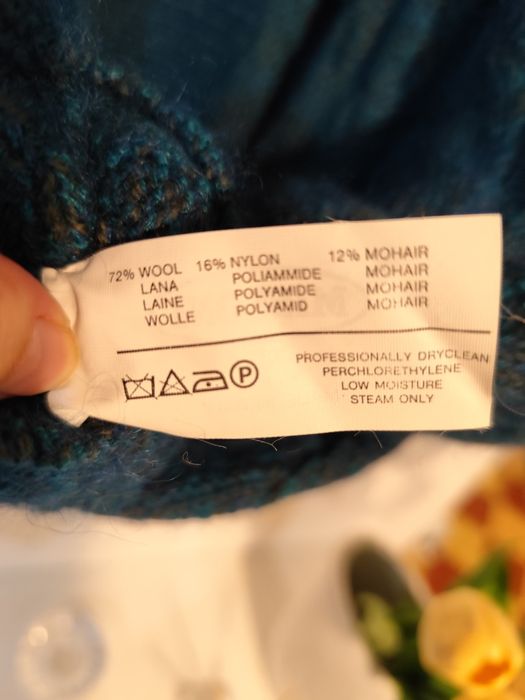 72% WOOL 16% NYLON 12% MOHAIR
LANA POLIAMMIDE MOHAIR
LAINE POLYAMIDE MOHAIR
WOLLE POLYAMID MOHAIR
P
PROFESSIONALLY DRYCLEAN
PERCHLORETHYLENE
LOW MOISTURE
STEAM ONLY